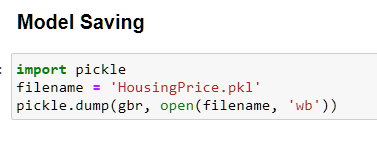 Model Saving
:
import pickle
filename = 'HousingPrice.pkl'
pickle.dump(gbr, open(filename, 'wb'))